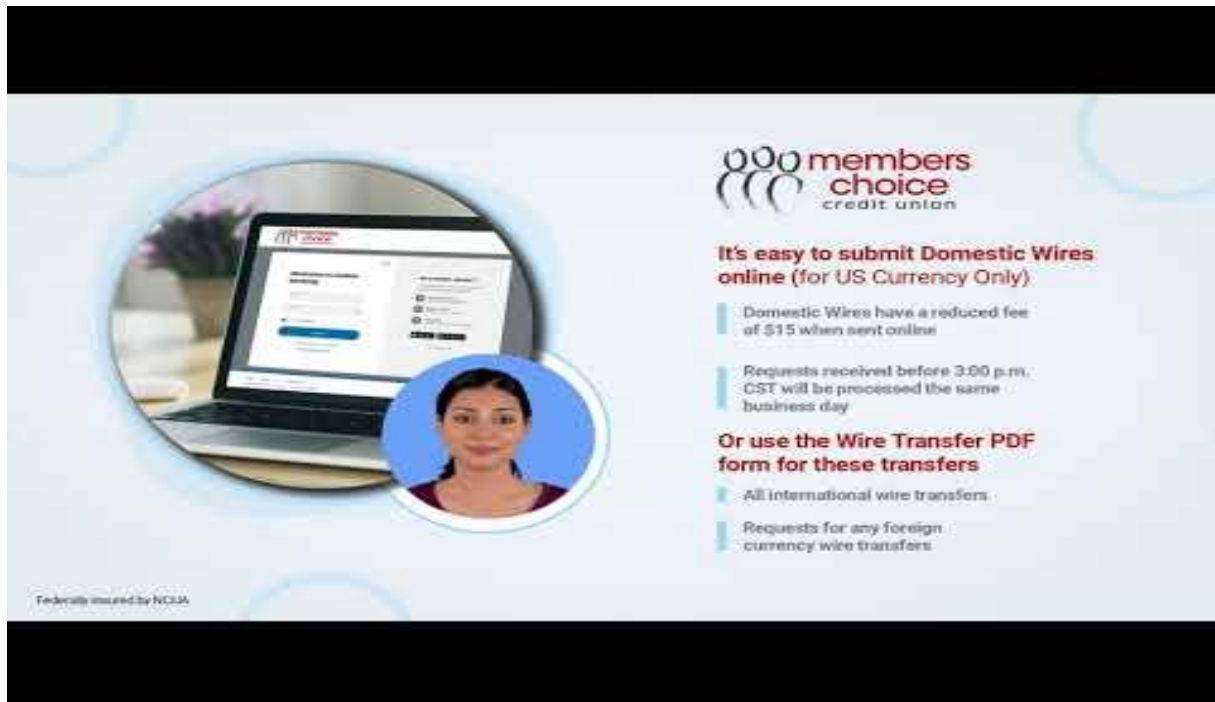 members
choice
credit union
It's easy to submit Domestic Wires
online (for US Currency Only)
Domestic Wires have a reduced fee
of $15 when sent online
Requests received before 3:00 p.m.
CST will be processed the same
business day
Or use the Wire Transfer PDF
form for these transfers
All international wire transfers
Requests for any foreign
currency wire transfers
Federally insured by NCUA